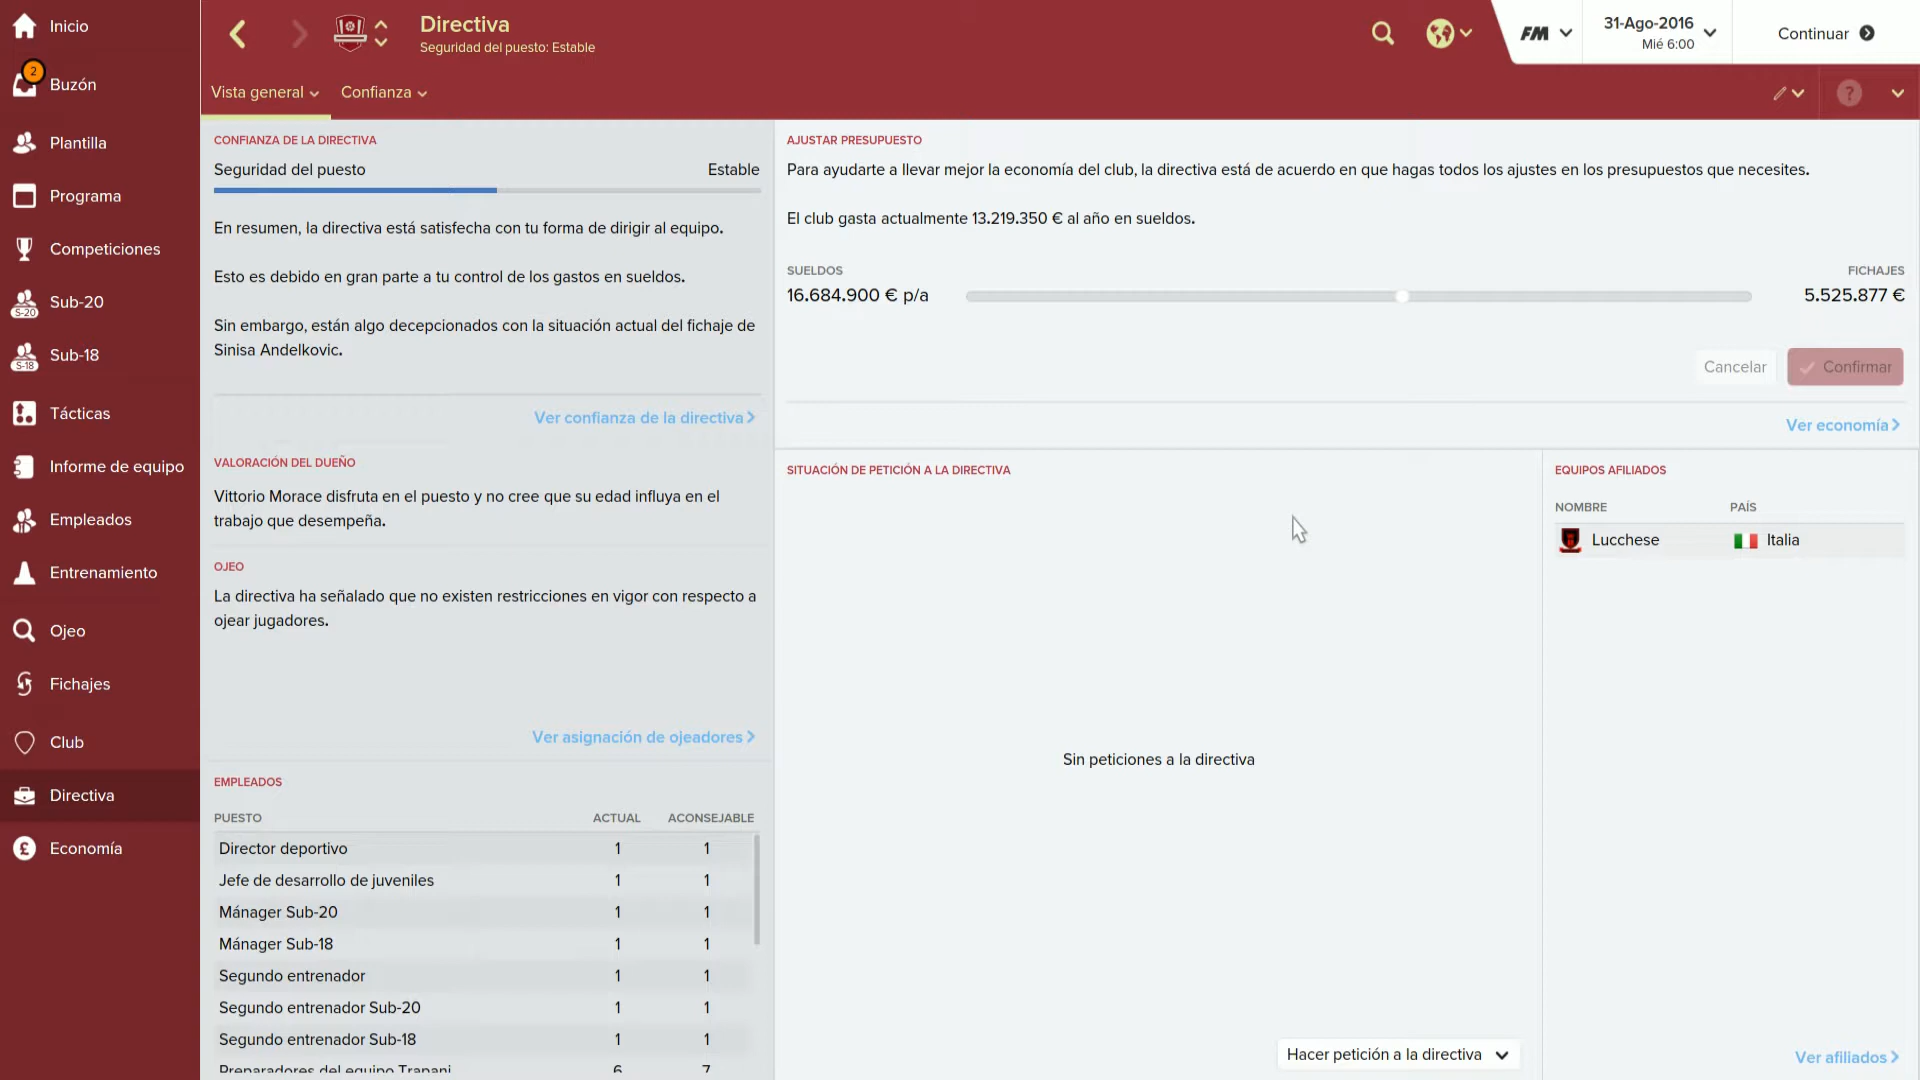 Inicio
2
Buzón
Plantilla
Programa
Competiciones
S-20
Sub-20
S-18
Sub-18
Tácticas
Informe de equipo
Empleados
Entrenamiento
Ojeo
Fichajes
Club
Directiva
Economía
Directiva
Seguridad del puesto: Estable
FM
31-Ago-2016
Mié 6:00
Continuar
Vista general
Confianza
?
CONFIANZA DE LA DIRECTIVA
Seguridad del puesto Estable
En resumen, la directiva está satisfecha con tu forma de dirigir al equipo.
Esto es debido en gran parte a tu control de los gastos en sueldos.
Sin embargo, están algo decepcionados con la situación actual del fichaje de
Sinisa Andelkovic.
Ver confianza de la directiva
VALORACIÓN DEL DUEÑO
Vittorio Morace disfruta en el puesto y no cree que su edad influya en el
trabajo que desempeña.
OJEO
La directiva ha señalado que no existen restricciones en vigor con respecto a
ojear jugadores.
Ver asignación de ojeadores
EMPLEADOS
PUESTO ACTUAL ACONSEJABLE
Director deportivo 1 1
Jefe de desarrollo de juveniles 1 1
Mánager Sub-20 1 1
Mánager Sub-18 1 1
Segundo entrenador 1 1
Segundo entrenador Sub-20 1 1
Segundo entrenador Sub-18 1 1
Preparadores del equipo Trapani 6 7
AJUSTAR PRESUPUESTO
Para ayudarte a llevar mejor la economía del club, la directiva está de acuerdo en que hagas todos los ajustes en los presupuestos que necesites.
El club gasta actualmente 13.219.350 € al año en sueldos.
SUELDOS FICHAJES
16.684.900 € p/a 5.525.877 €
Cancelar Confirmar
Ver economía
SITUACIÓN DE PETICIÓN A LA DIRECTIVA
Sin peticiones a la directiva
Hacer petición a la directiva
EQUIPOS AFILIADOS
NOMBRE PAÍS
Lucchese Italia
Ver afiliados